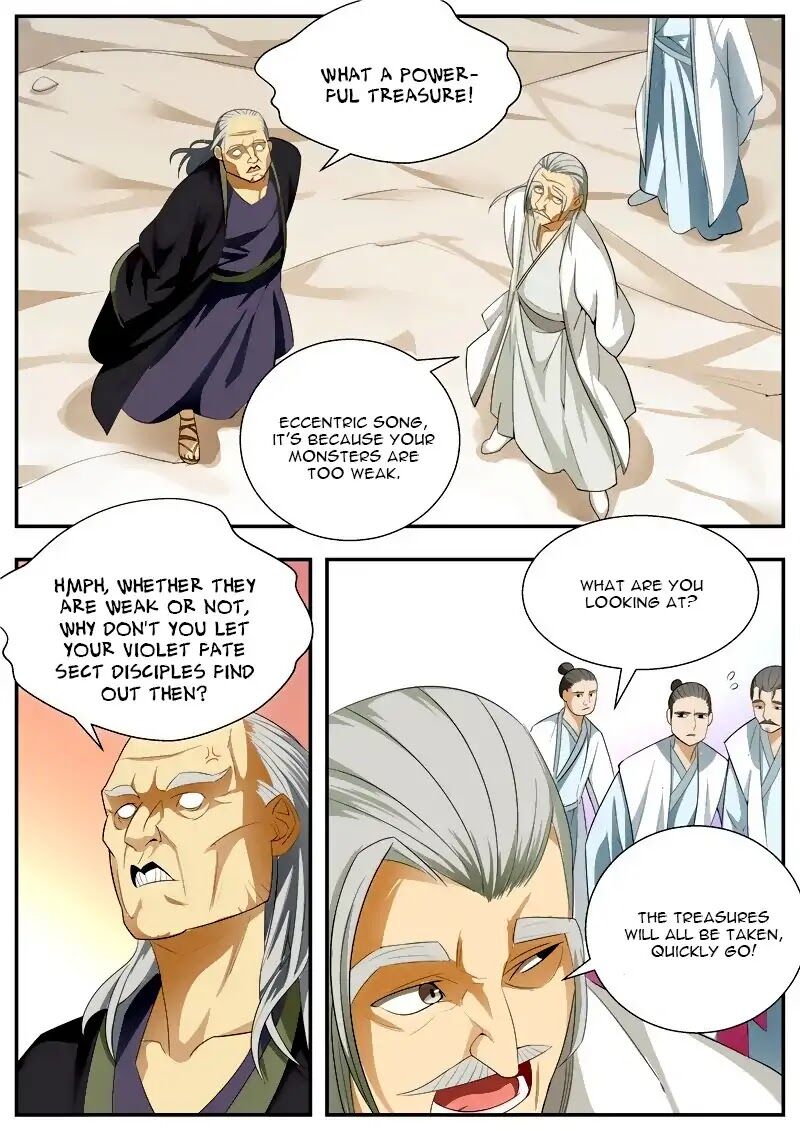 WHAT A POWER-
FUL TREASURE!
ECCENTRIC SONG,
IT'S BECAUSE YOUR
MONSTERS ARE
TOO WEAK.
HMPH, WHETHER THEY
ARE WEAK OR NOT,
WHY DON'T YOU LET
YOUR VIOLET FATE
SECT DISCIPLES FIND
OUT THEN?
WHAT ARE YOU
LOOKING AT?
THE TREASURES
WILL ALL BE TAKEN,
QUICKLY GO!